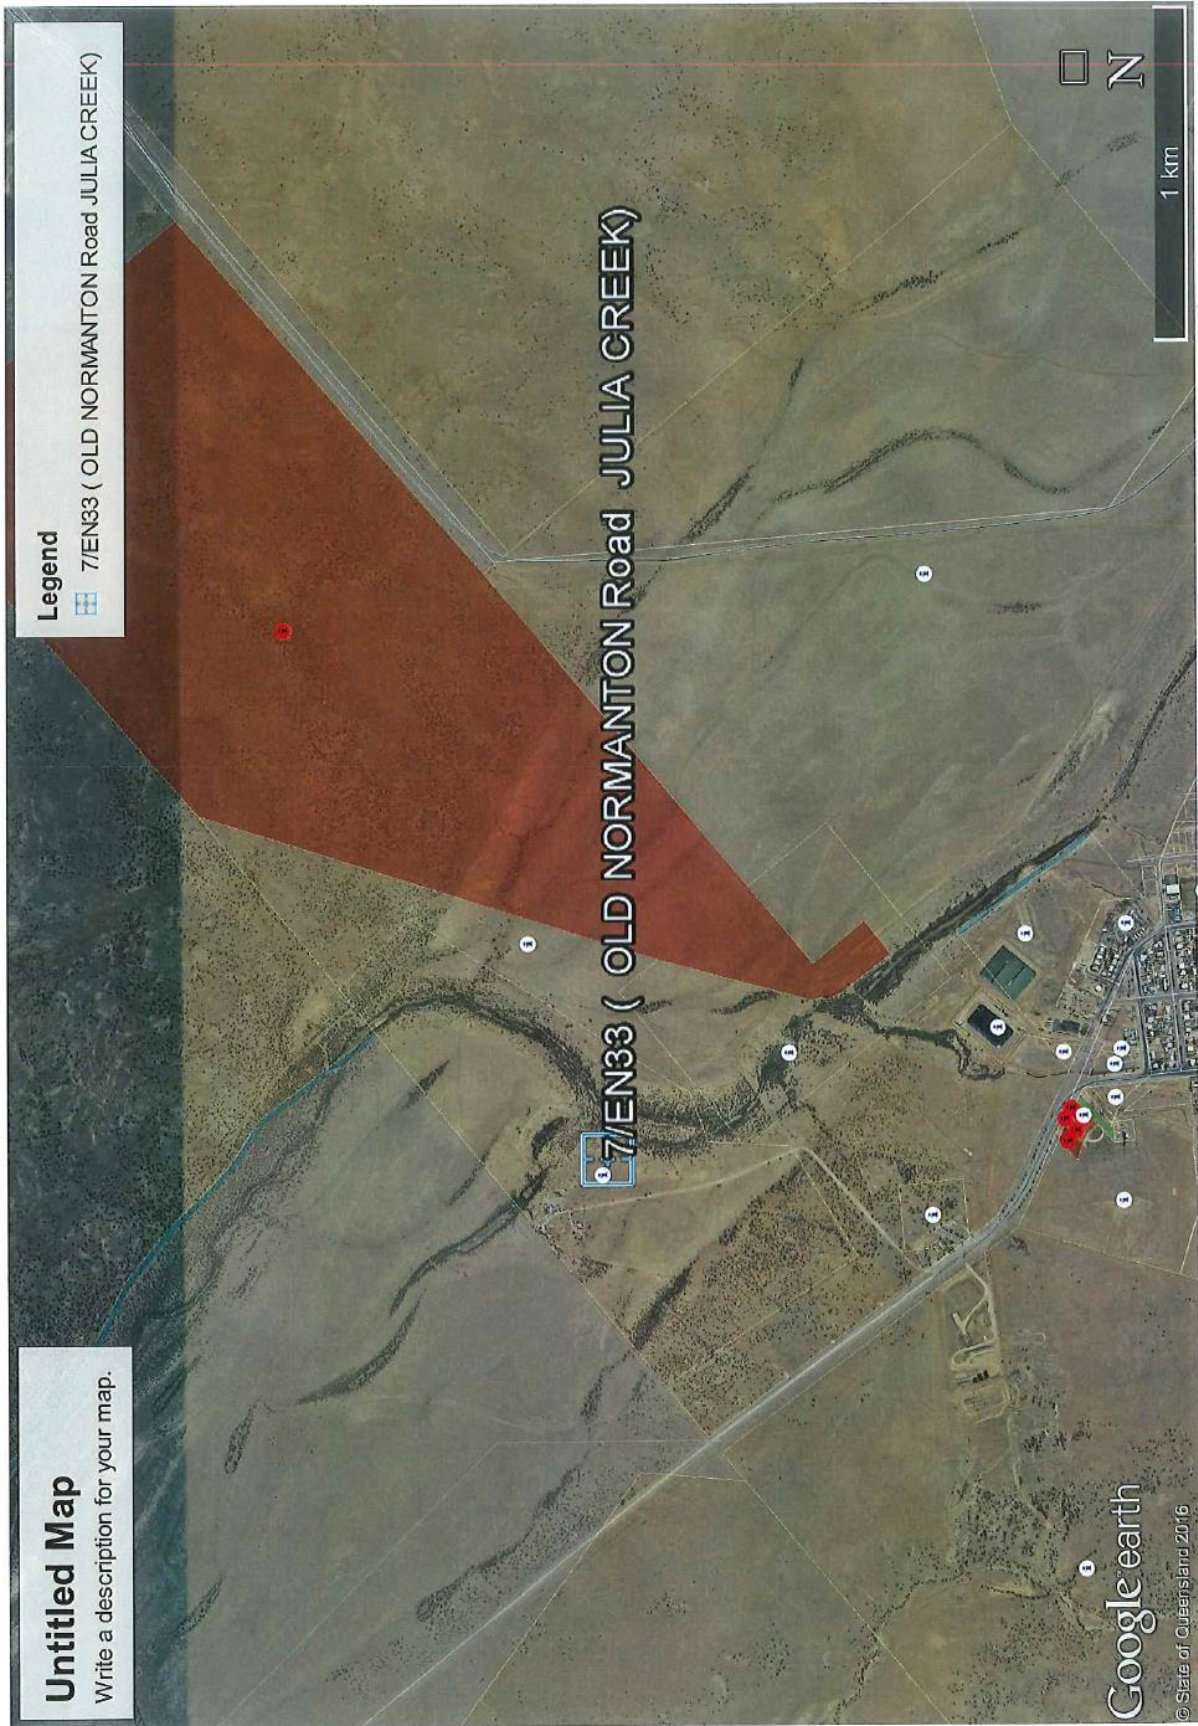 Untitled Map
Write a description for your map.
Legend
7/EN33 ( OLD NORMANTON Road JULIA CREEK)
7/EN33 ( OLD NORMANTON Road JULIA CREEK)
Google earth
© State of Queensland 2016
N
1 km